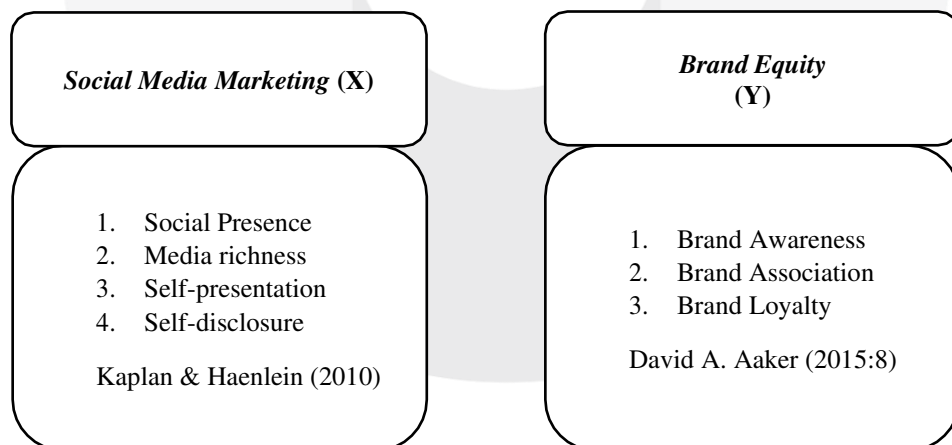 Social Media Marketing (X)
1. Social Presence
2. Media richness
3. Self-presentation
4. Self-disclosure
Kaplan & Haenlein (2010)
Brand Equity
(Y)
1. Brand Awareness
2. Brand Association
3. Brand Loyalty
David A. Aaker (2015:8)